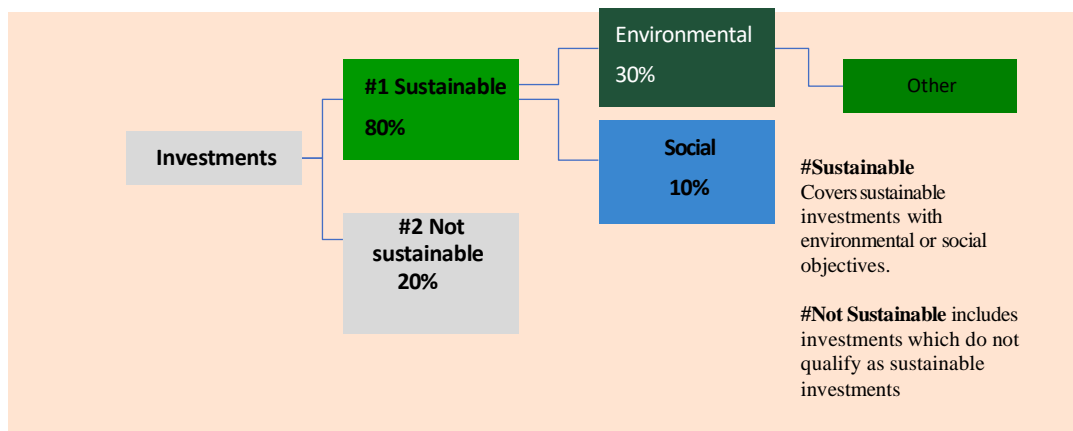 Investments
#1 Sustainable
80%
#2 Not
sustainable
20%
Environmental
30%
Social
10%
Other
#Sustainable
Covers sustainable
investments with
environmental or social
objectives.
#Not Sustainable includes
investments which do not
qualify as sustainable
investments